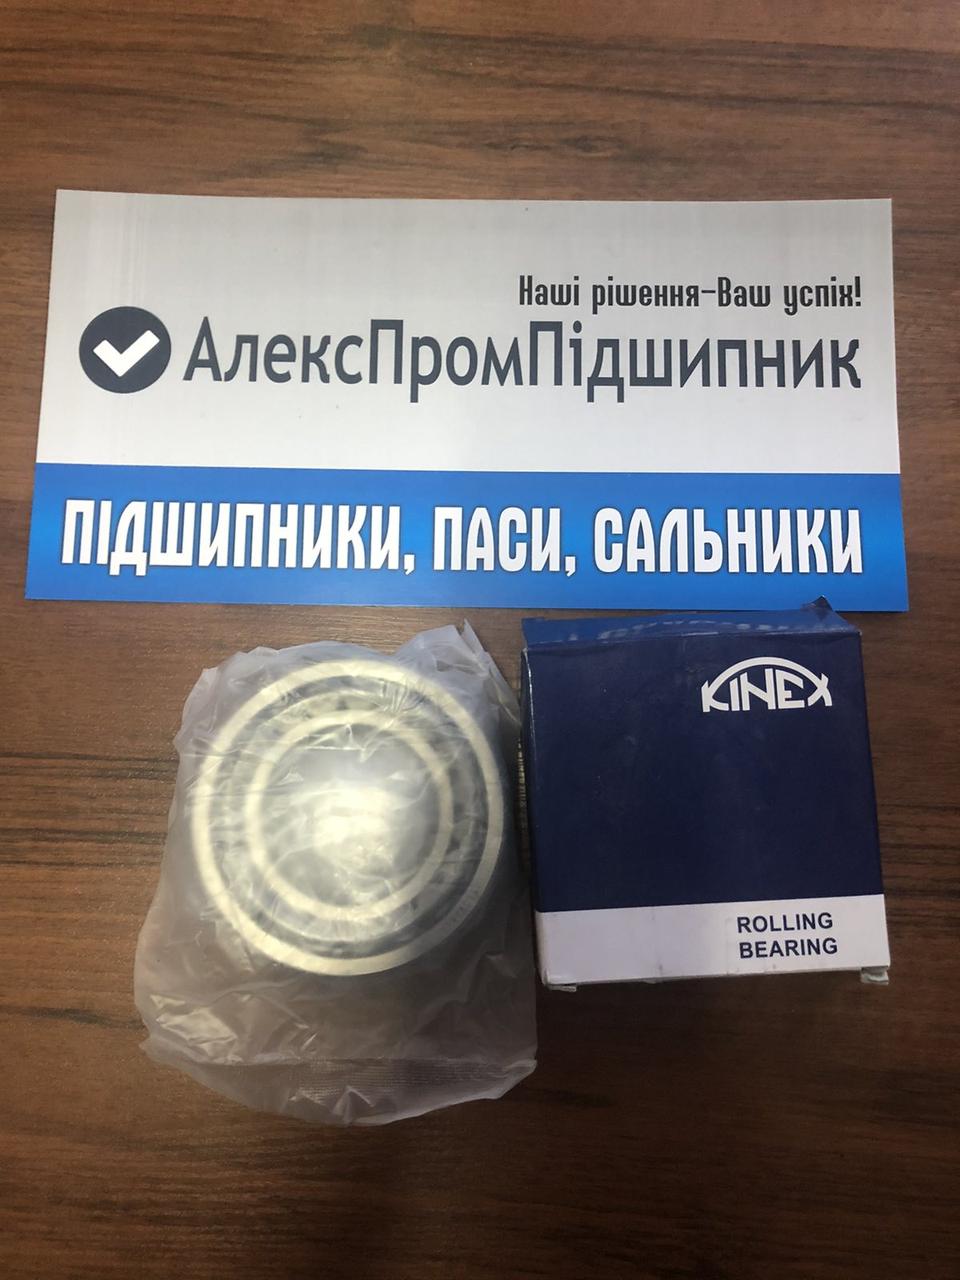 Наші рішення-Ваш успіх!
АлексПромПідшипник
ПІДШИПНИКИ, ПАСИ, САЛЬНИКИ
KINEX
ROLLING
BEARING